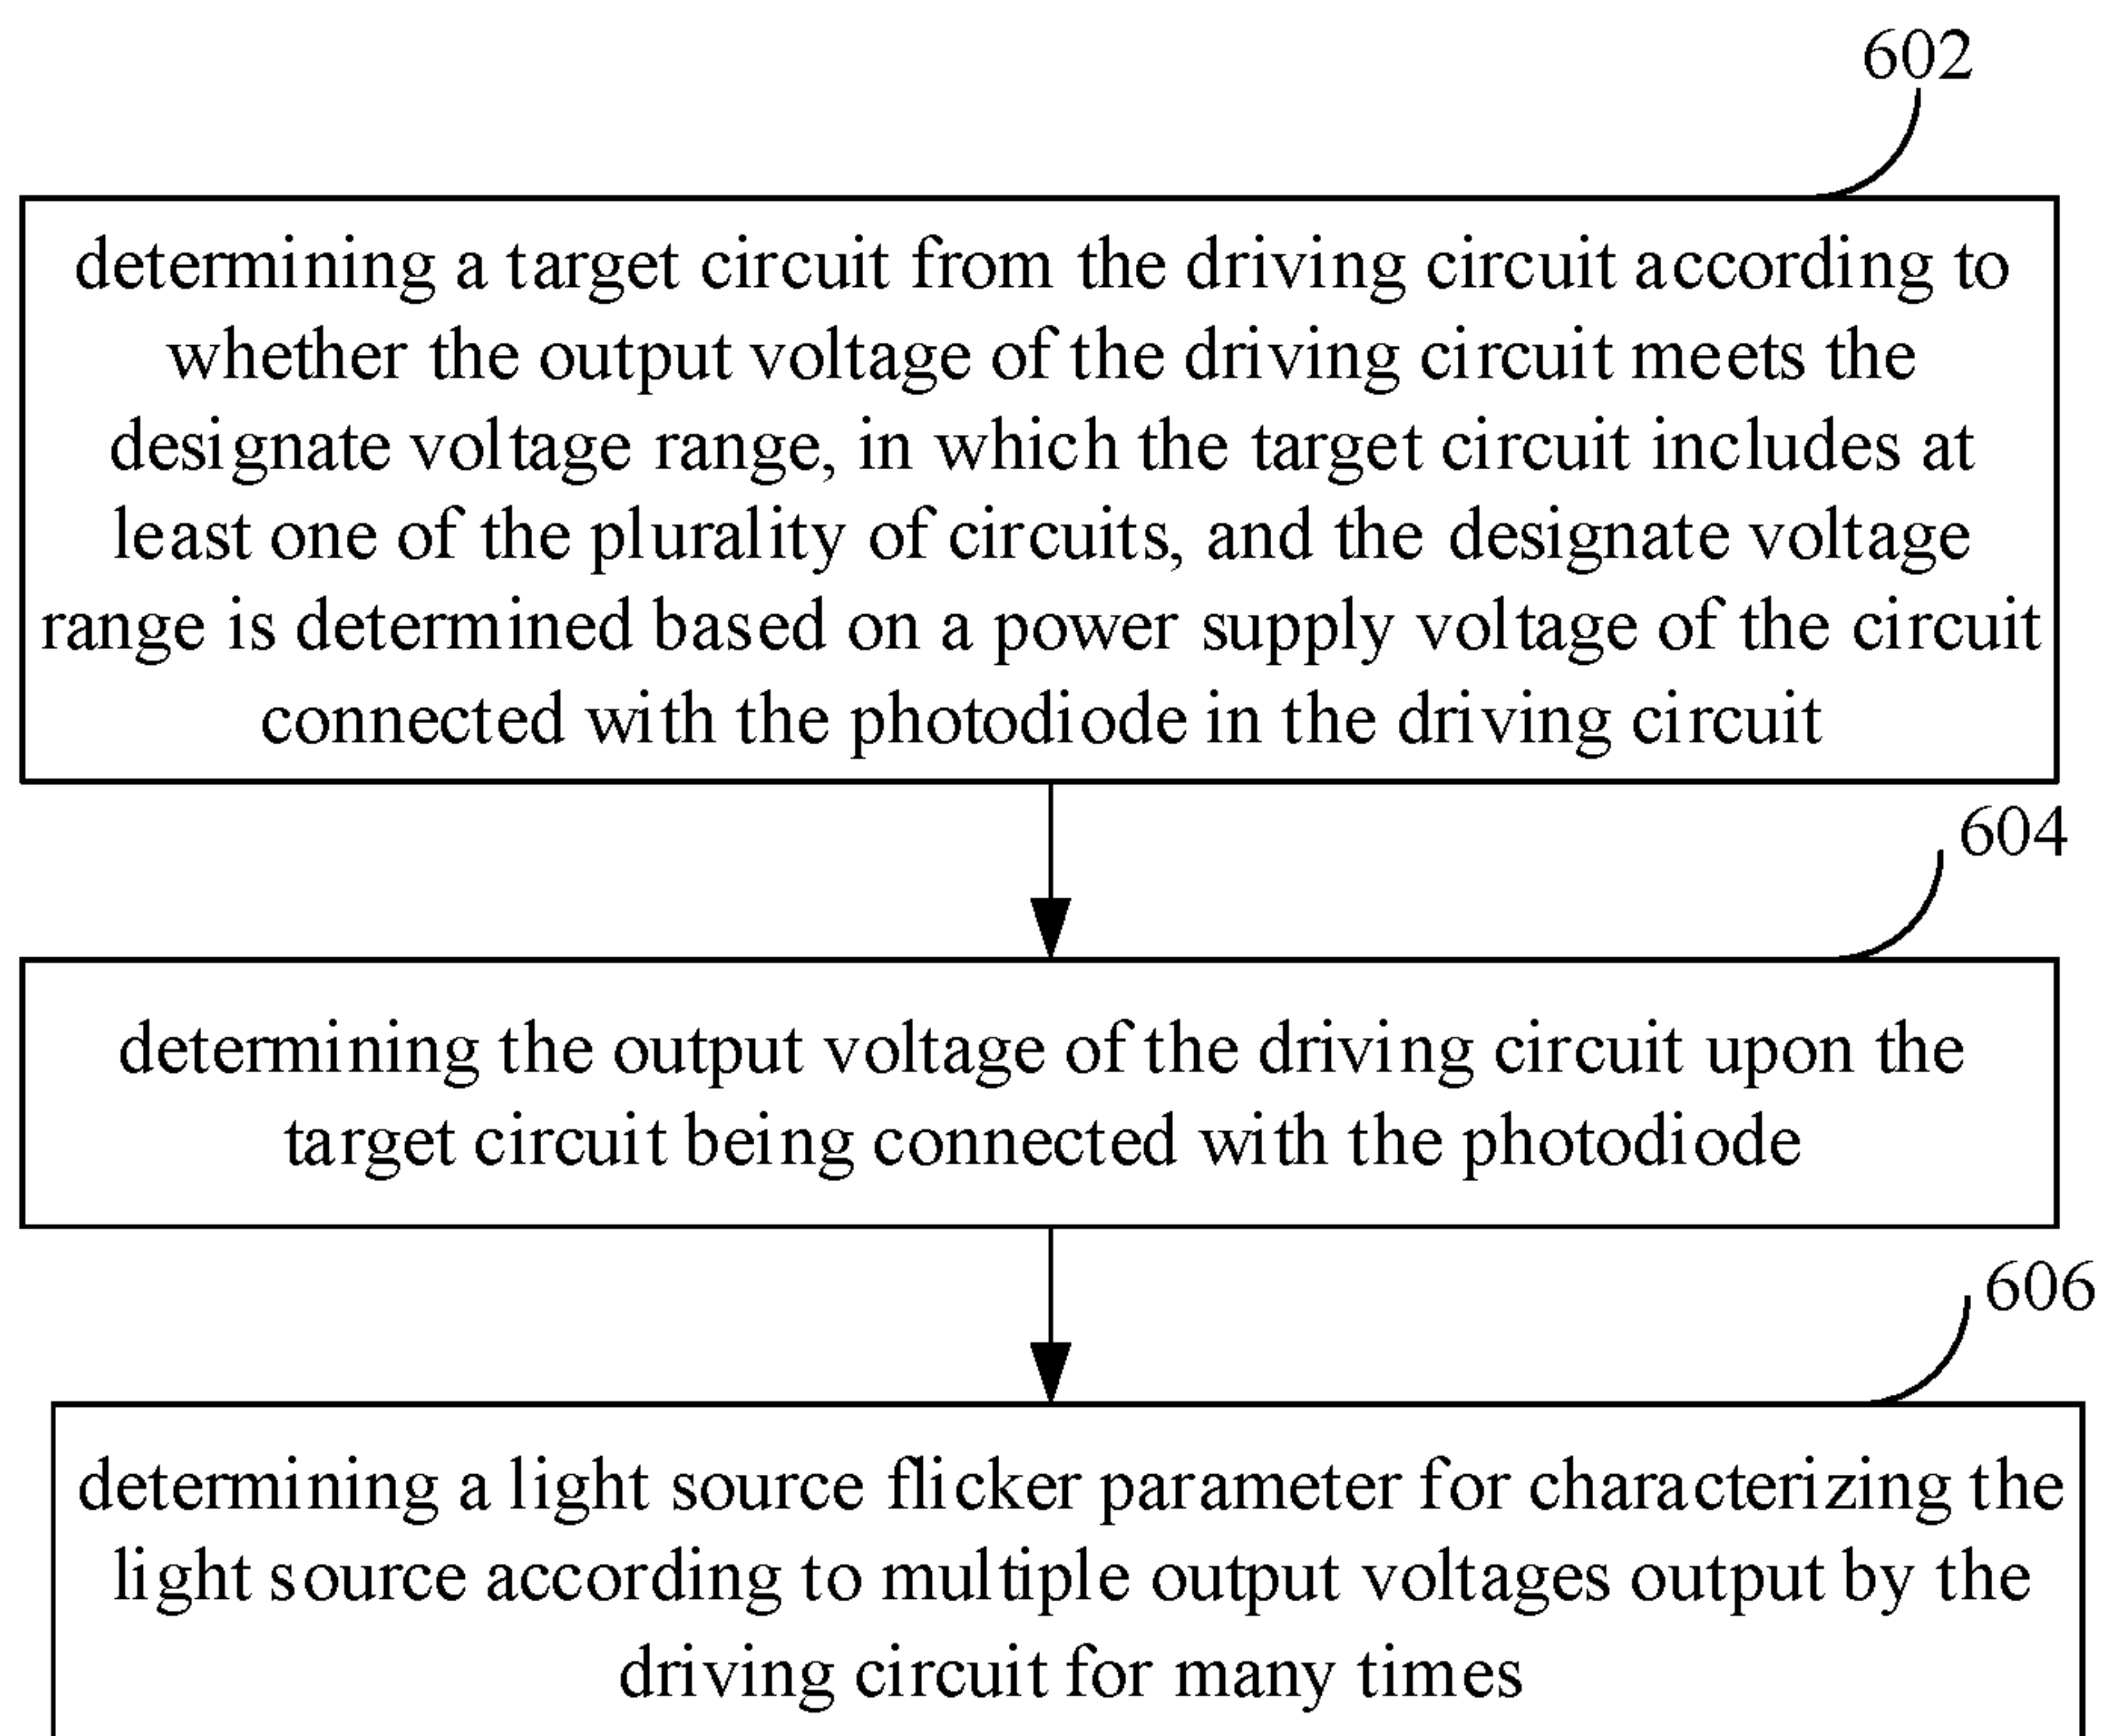 602
determining a target circuit from the driving circuit according to
whether the output voltage of the driving circuit meets the
designate voltage range, in which the target circuit includes at
least one of the plurality of circuits, and the designate voltage
range is determined based on a power supply voltage of the circuit
connected with the photodiode in the driving circuit
604
determining the output voltage of the driving circuit upon the
target circuit being connected with the photodiode
606
determining a light source flicker parameter for characterizing the
light source according to multiple output voltages output by the
driving circuit for many times